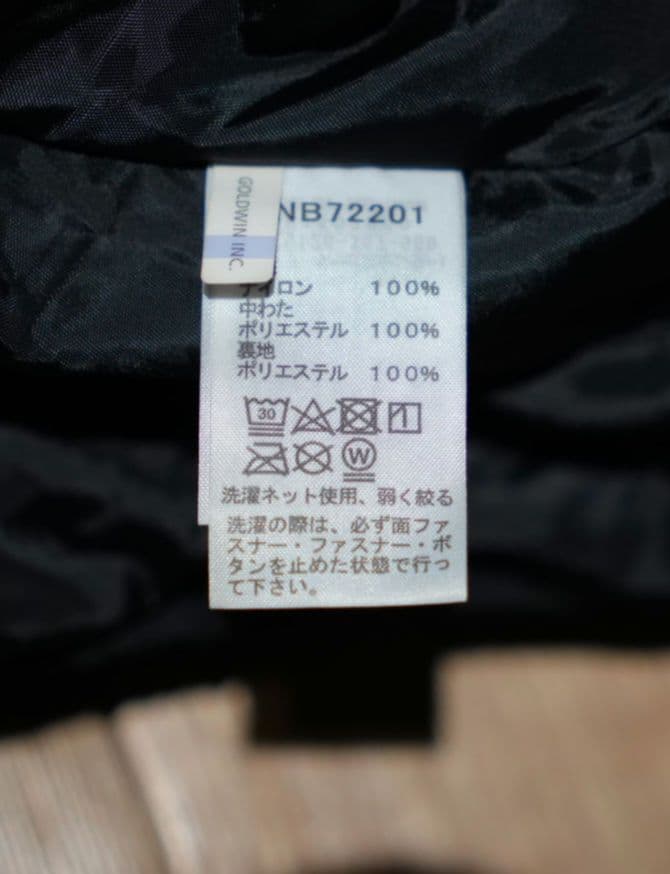 GOLDWIN INC.
NB72201
ナイロン 100%
中わた
ポリエステル 100%
裏地
ポリエステル 100%
30
W
洗濯ネット使用、弱く絞る
洗濯の際は、必ず面ファ
スナー・ファスナー・ボ
タンを止めた状態で行っ
て下さい。